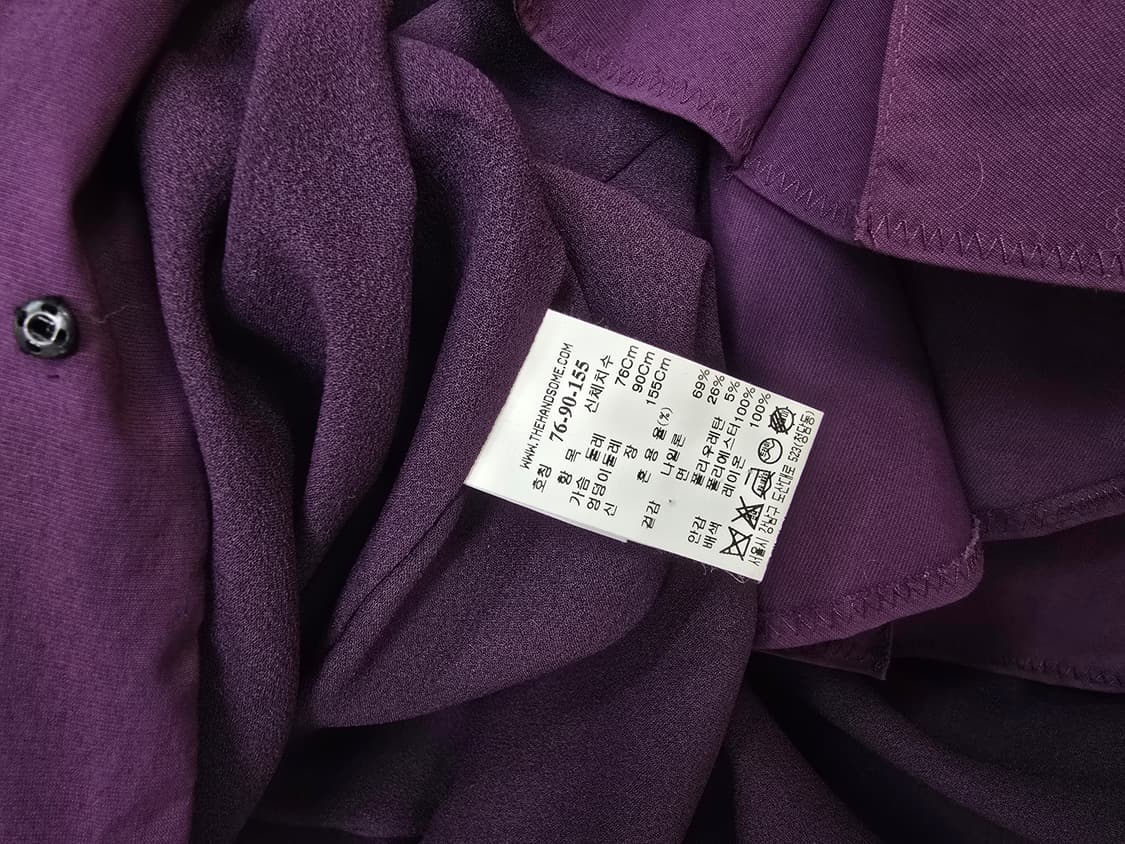 WWW.THEHANDSOME.COM
호칭 76-90-155
항 목 신체치수
가슴 둘레 76Cm
엉덩이둘레 90Cm
신 장 155Cm
혼 용 율(%)
겉감 나일론 69%
면 26%
폴리우레탄 5%
안감 폴리에스터100%
배색 레이온 100%
서울시 강남구 도산대로 523(청담동)